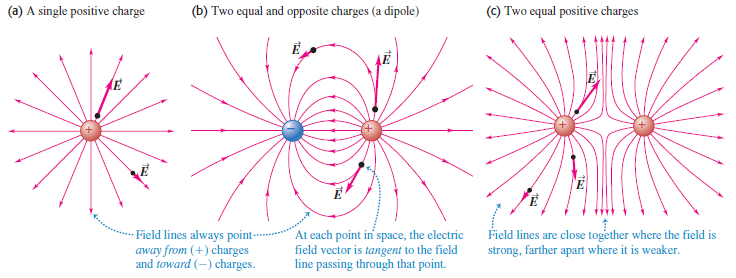 (a) A single positive charge
(b) Two equal and opposite charges (a dipole)
(c) Two equal positive charges
E
E
E
E
E
E
E
E
+
−
+
+
+
Field lines always point
away from (+) charges
and toward (−) charges.
At each point in space, the electric
field vector is tangent to the field
line passing through that point.
Field lines are close together where the field is
strong, farther apart where it is weaker.